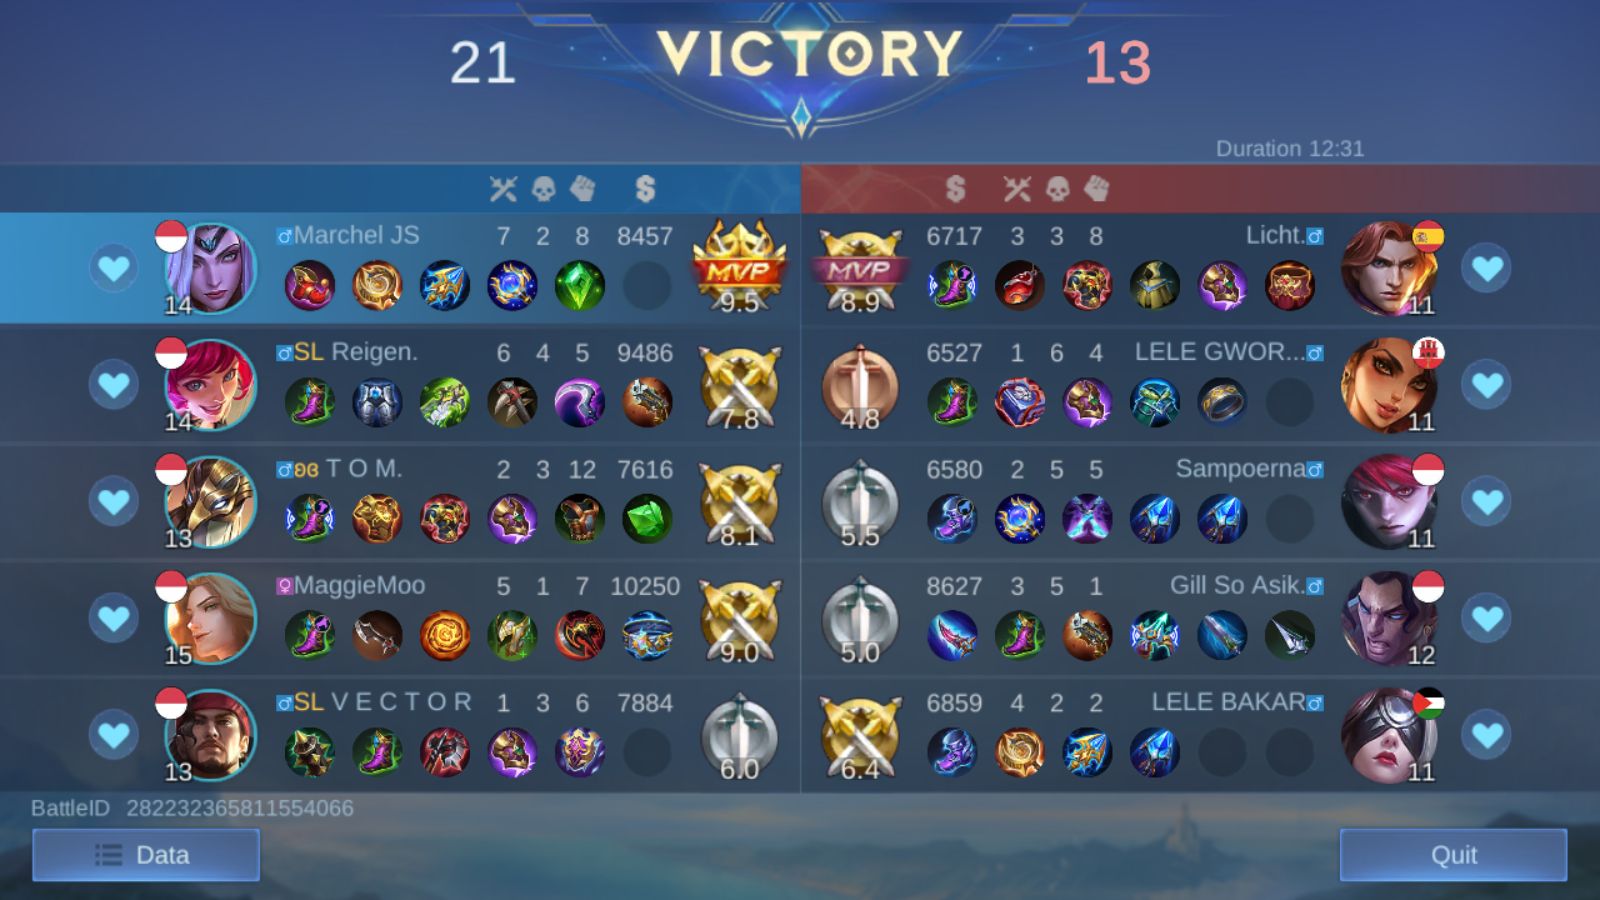 21 VICTORY 13
Duration 12:31
Marchel JS 7 2 8 8457 MVP 9.5 14
MVP 8.9 6717 3 3 8 Licht. 11
SL Reigen. 6 4 5 9486 7.8 14
4.8 6527 1 6 4 LELE GWOR... 11
ʚɞ T O M. 2 3 12 7616 8.1 13
5.5 6580 2 5 5 Sampoerna 11
MaggieMoo 5 1 7 10250 9.0 15
5.0 8627 3 5 1 Gill So Asik. 12
SL V E C T O R 1 3 6 7884 6.0 13
6.4 6859 4 2 2 LELE BAKAR 11
BattleID 282232365811554066
Data
Quit